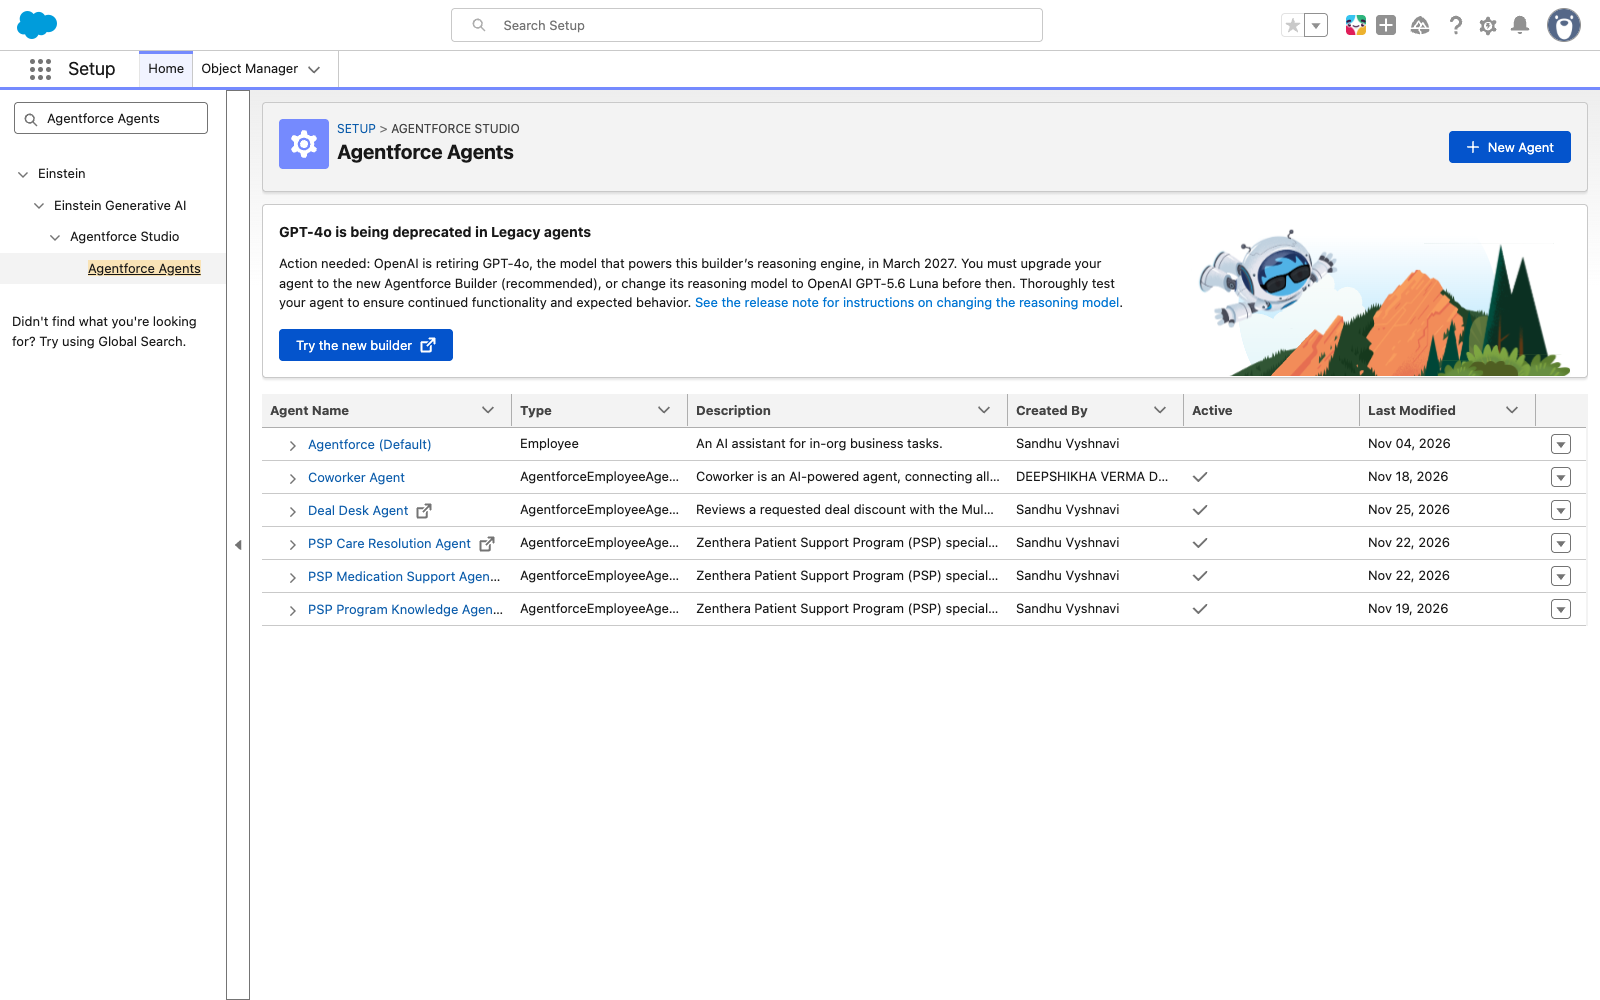 Search Setup
Setup
Home
Object Manager
Agentforce Agents
Einstein
Einstein Generative AI
Agentforce Studio
Agentforce Agents
Didn't find what you're looking
for? Try using Global Search.
SETUP > AGENTFORCE STUDIO
Agentforce Agents
New Agent
GPT-4o is being deprecated in Legacy agents
Action needed: OpenAI is retiring GPT-4o, the model that powers this builder's reasoning engine, in March 2027. You must upgrade your
agent to the new Agentforce Builder (recommended), or change its reasoning model to OpenAI GPT-5.6 Luna before then. Thoroughly test
your agent to ensure continued functionality and expected behavior. See the release note for instructions on changing the reasoning model.
Try the new builder
Agent Name Type Description Created By Active Last Modified
Agentforce (Default) Employee An AI assistant for in-org business tasks. Sandhu Vyshnavi Nov 04, 2026
Coworker Agent AgentforceEmployeeAge... Coworker is an AI-powered agent, connecting all... DEEPSHIKHA VERMA D... Nov 18, 2026
Deal Desk Agent AgentforceEmployeeAge... Reviews a requested deal discount with the Mul... Sandhu Vyshnavi Nov 25, 2026
PSP Care Resolution Agent AgentforceEmployeeAge... Zenthera Patient Support Program (PSP) special... Sandhu Vyshnavi Nov 22, 2026
PSP Medication Support Agen... AgentforceEmployeeAge... Zenthera Patient Support Program (PSP) special... Sandhu Vyshnavi Nov 22, 2026
PSP Program Knowledge Agen... AgentforceEmployeeAge... Zenthera Patient Support Program (PSP) special... Sandhu Vyshnavi Nov 19, 2026